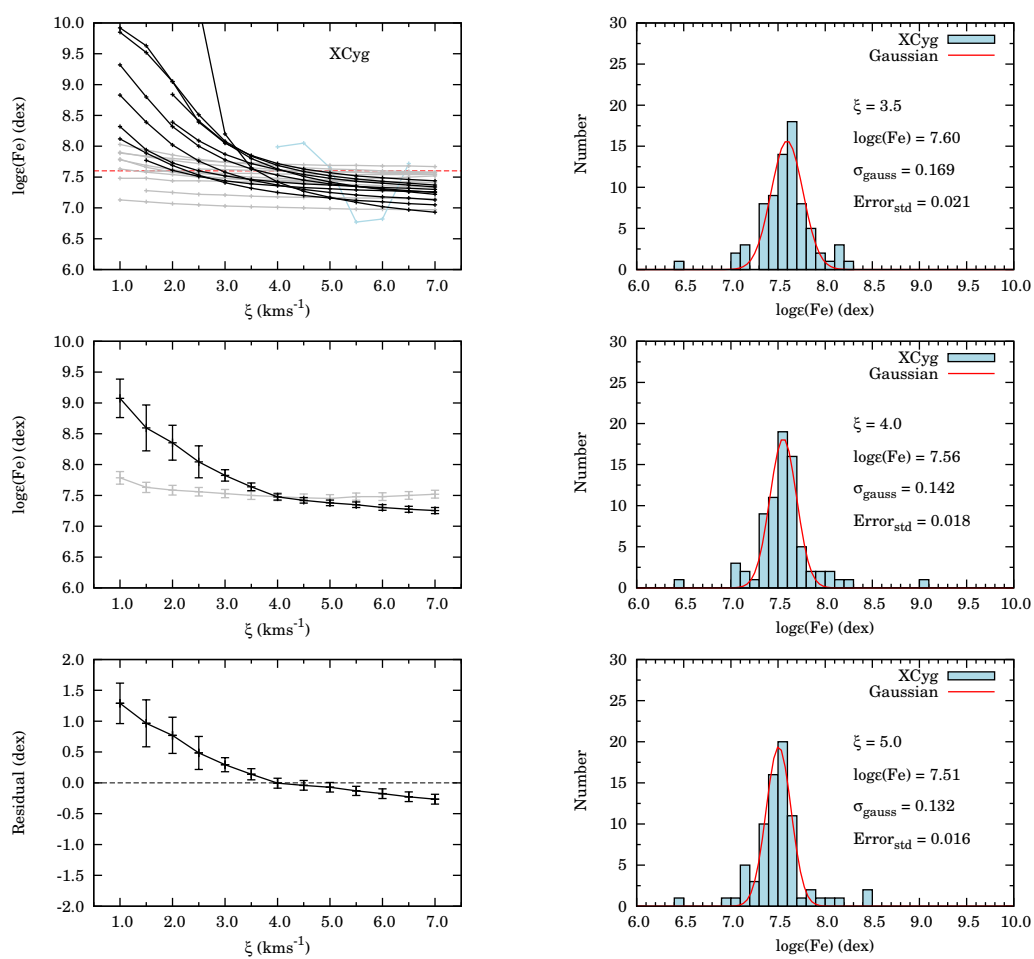 10.0
9.5
9.0
8.5
8.0
7.5
7.0
6.5
6.0
logε(Fe) (dex)
XCyg
1.0 2.0 3.0 4.0 5.0 6.0 7.0
ξ (kms⁻¹)
30
25
20
15
10
5
0
Number
XCyg
Gaussian
ξ = 3.5
logε(Fe) = 7.60
σgauss = 0.169
Errorstd = 0.021
6.0 6.5 7.0 7.5 8.0 8.5 9.0 9.5 10.0
logε(Fe) (dex)
10.0
9.5
9.0
8.5
8.0
7.5
7.0
6.5
6.0
logε(Fe) (dex)
1.0 2.0 3.0 4.0 5.0 6.0 7.0
ξ (kms⁻¹)
30
25
20
15
10
5
0
Number
XCyg
Gaussian
ξ = 4.0
logε(Fe) = 7.56
σgauss = 0.142
Errorstd = 0.018
6.0 6.5 7.0 7.5 8.0 8.5 9.0 9.5 10.0
logε(Fe) (dex)
2.0
1.5
1.0
0.5
0.0
-0.5
-1.0
-1.5
-2.0
Residual (dex)
1.0 2.0 3.0 4.0 5.0 6.0 7.0
ξ (kms⁻¹)
30
25
20
15
10
5
0
Number
XCyg
Gaussian
ξ = 5.0
logε(Fe) = 7.51
σgauss = 0.132
Errorstd = 0.016
6.0 6.5 7.0 7.5 8.0 8.5 9.0 9.5 10.0
logε(Fe) (dex)